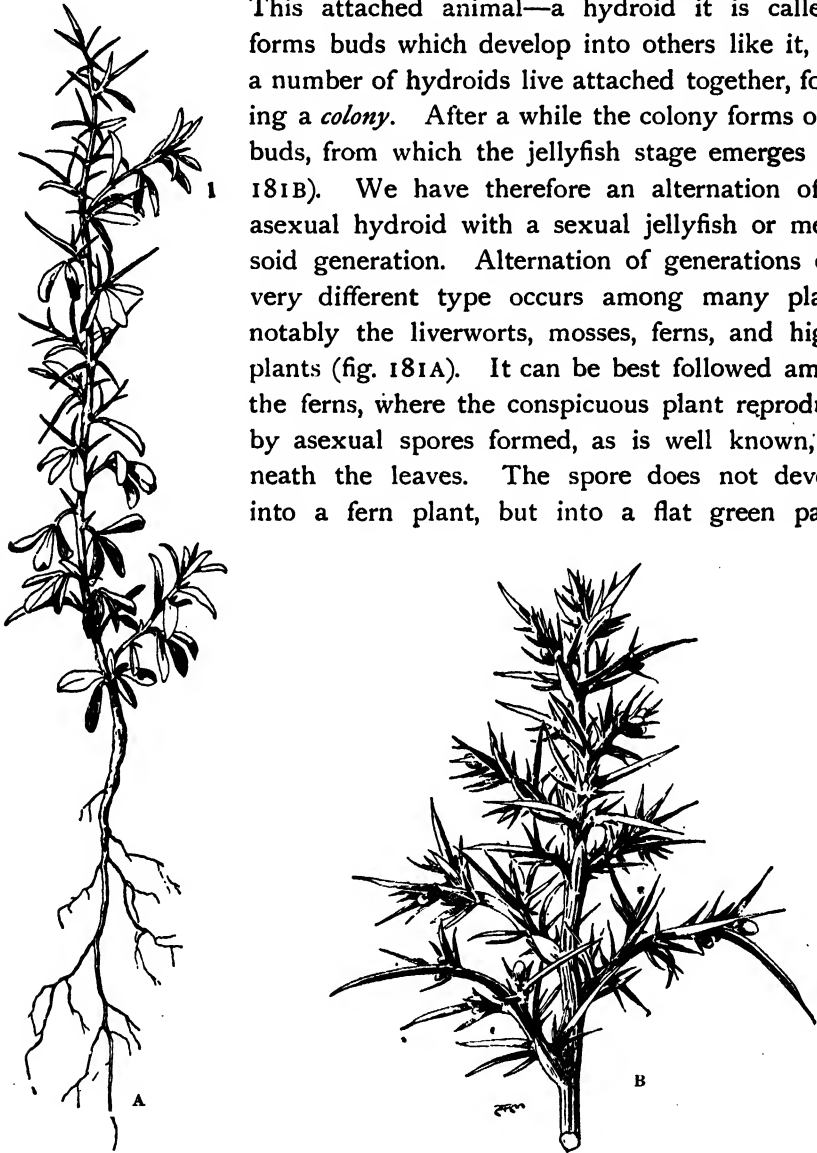 This attached animal—a hydroid it is calle
forms buds which develop into others like it,
a number of hydroids live attached together, fo
ing a colony. After a while the colony forms o
buds, from which the jellyfish stage emerges
181B). We have therefore an alternation of
asexual hydroid with a sexual jellyfish or me
soid generation. Alternation of generations
very different type occurs among many pla
notably the liverworts, mosses, ferns, and hig
plants (fig. 181A). It can be best followed am
the ferns, where the conspicuous plant reprod
by asexual spores formed, as is well known,
neath the leaves. The spore does not deve
into a fern plant, but into a flat green pa
1
A
B